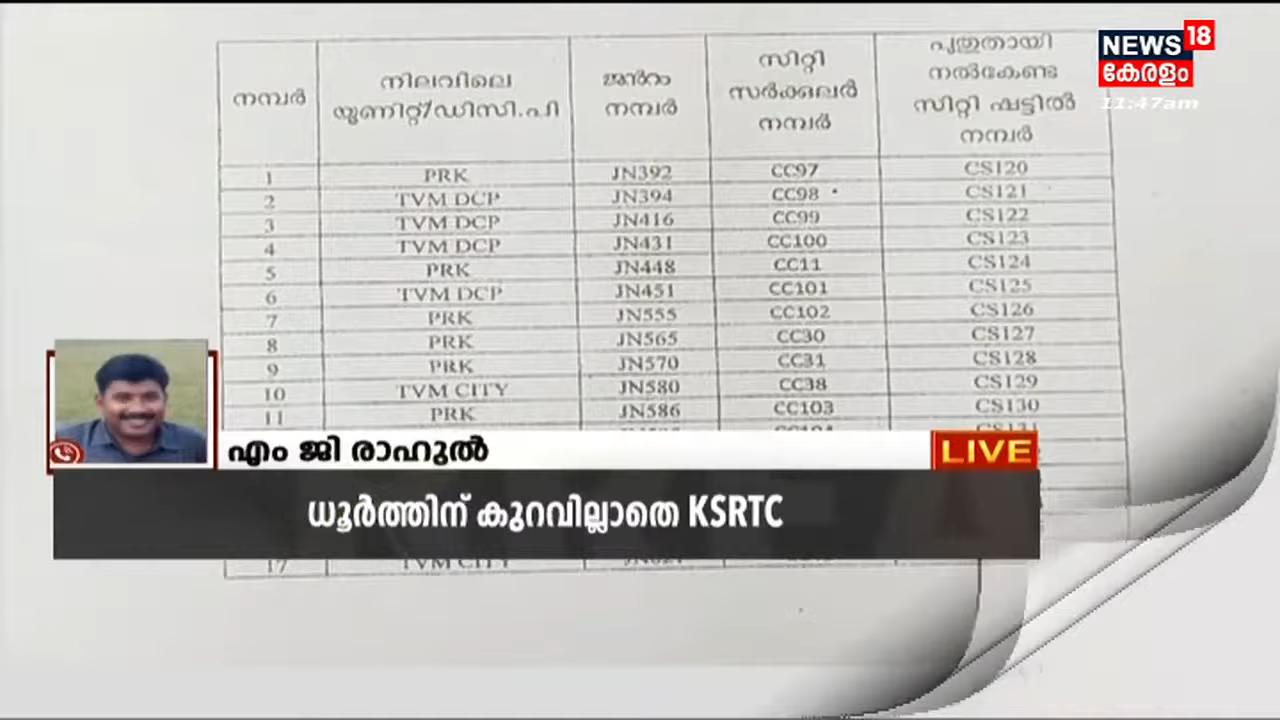 NEWS 18
കേരളം
11:47am
നമ്പർ
നിലവിലെ യൂണിറ്റ്/ഡിസി.പി
ജൻറം നമ്പർ
സിറ്റി സർക്കുലർ നമ്പർ
പുതുതായി നൽകേണ്ട സിറ്റി ഷട്ടിൽ നമ്പർ
1 PRK JN392 CC97 CS120
2 TVM DCP JN394 CC98 CS121
3 TVM DCP JN416 CC99 CS122
4 TVM DCP JN431 CC100 CS123
5 PRK JN448 CC11 CS124
6 TVM DCP JN451 CC101 CS125
7 PRK JN555 CC102 CS126
8 PRK JN565 CC30 CS127
9 PRK JN570 CC31 CS128
10 TVM CITY JN580 CC38 CS129
11 PRK JN586 CC103 CS130
എം ജി രാഹുൽ
LIVE
ധൂർത്തിന് കുറവില്ലാതെ KSRTC
17 TVM CITY